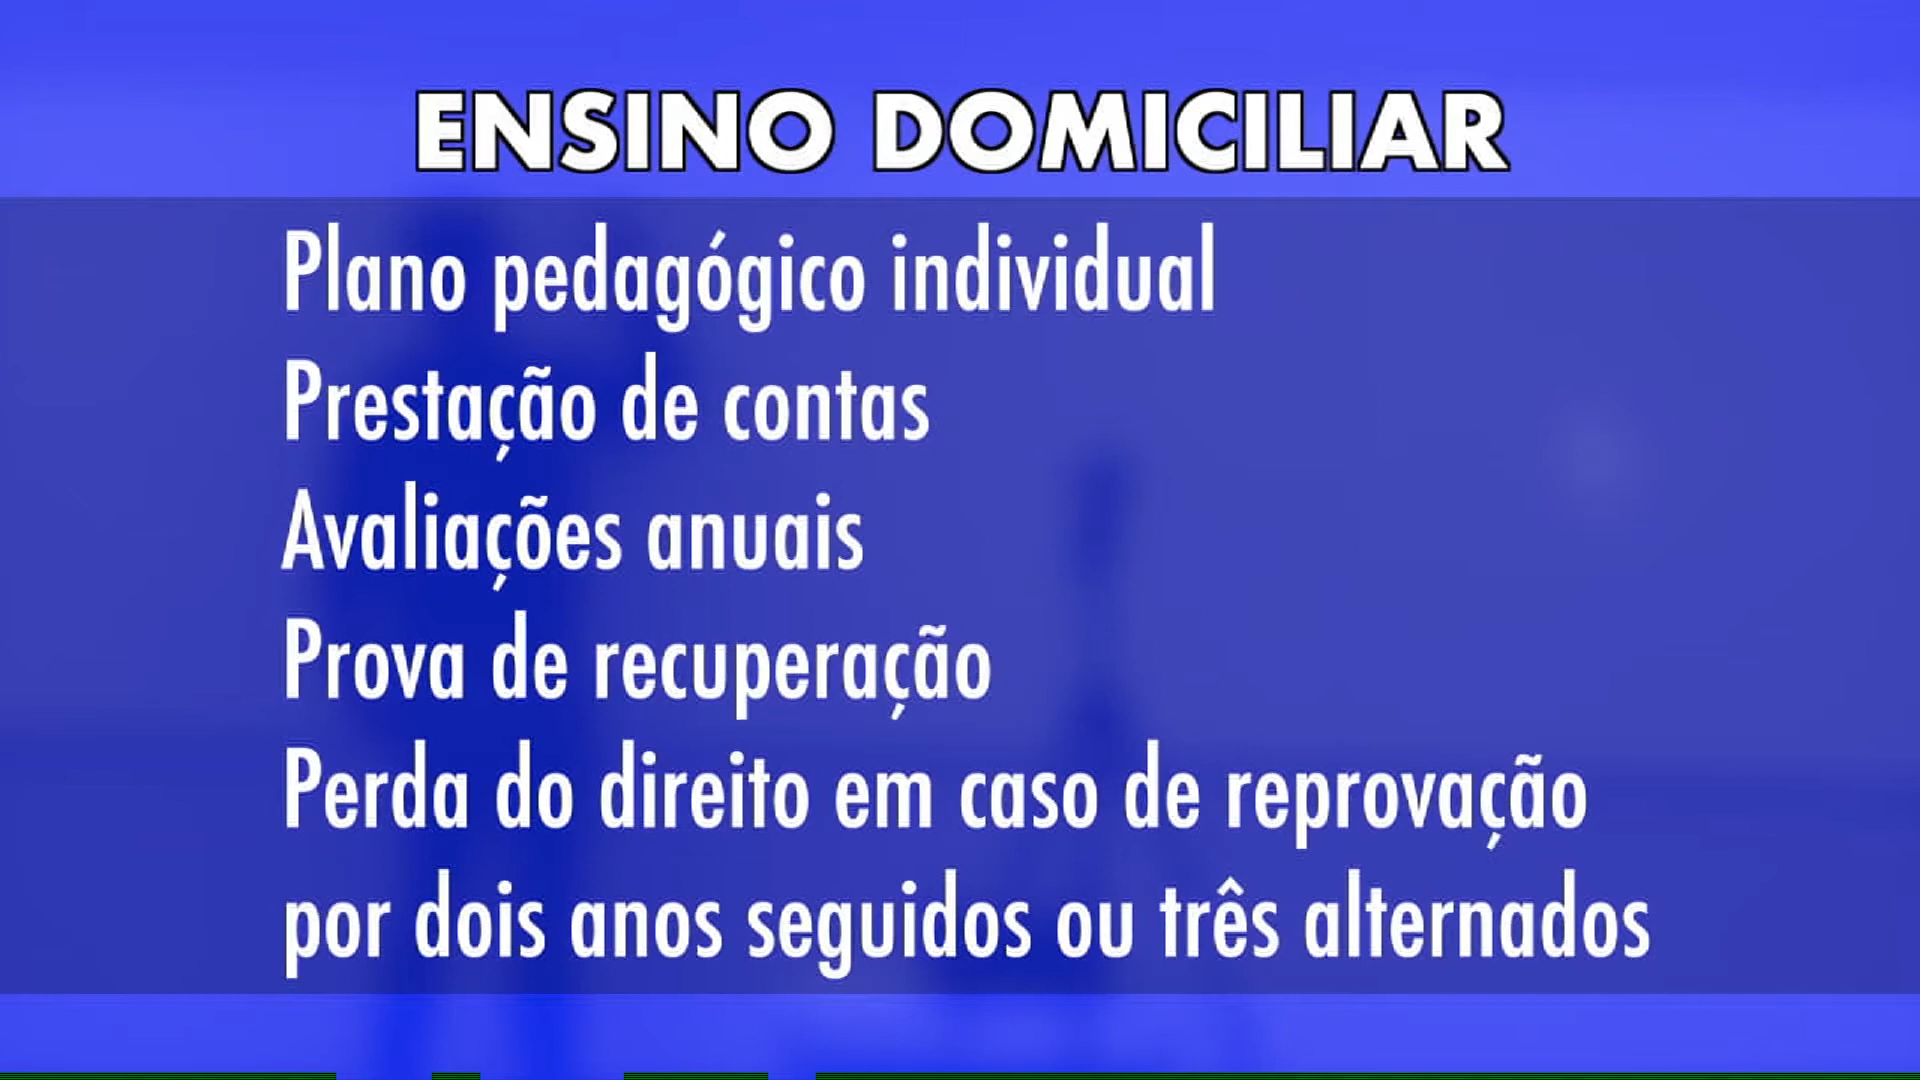 ENSINO DOMICILIAR
Plano pedagógico individual
Prestação de contas
Avaliações anuais
Prova de recuperação
Perda do direito em caso de reprovação
por dois anos seguidos ou três alternados